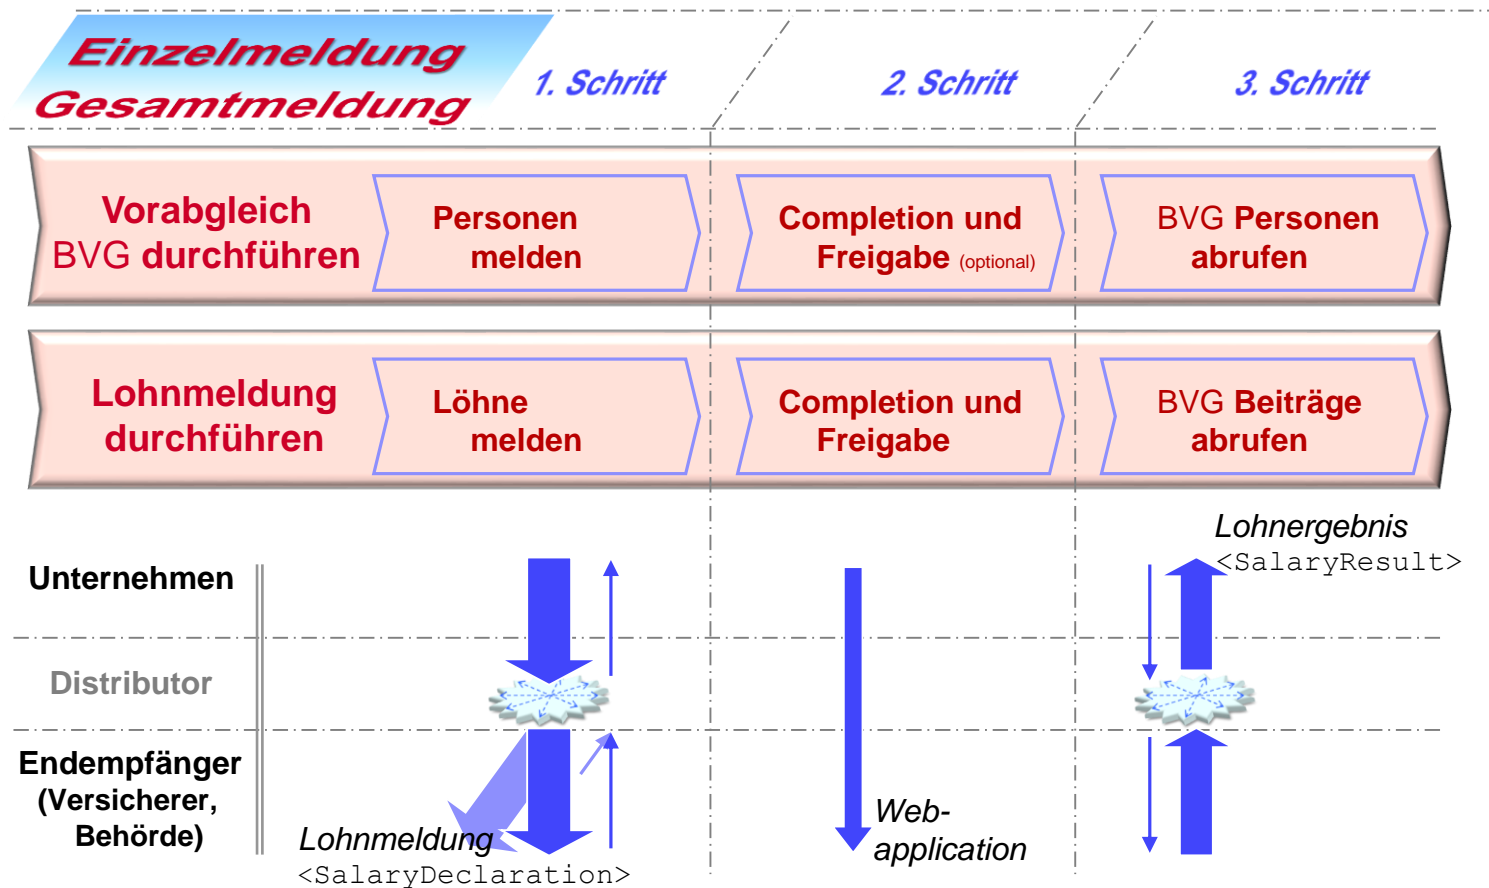 Einzelmeldung
Gesamtmeldung
1. Schritt
2. Schritt
3. Schritt
Vorabgleich
BVG durchführen
Personen
melden
Completion und
Freigabe (optional)
BVG Personen
abrufen
Lohnmeldung
durchführen
Löhne
melden
Completion und
Freigabe
BVG Beiträge
abrufen
Lohnergebnis
<SalaryResult>
Unternehmen
Distributor
Endempfänger
(Versicherer,
Behörde)
Lohnmeldung
<SalaryDeclaration>
Web-
application